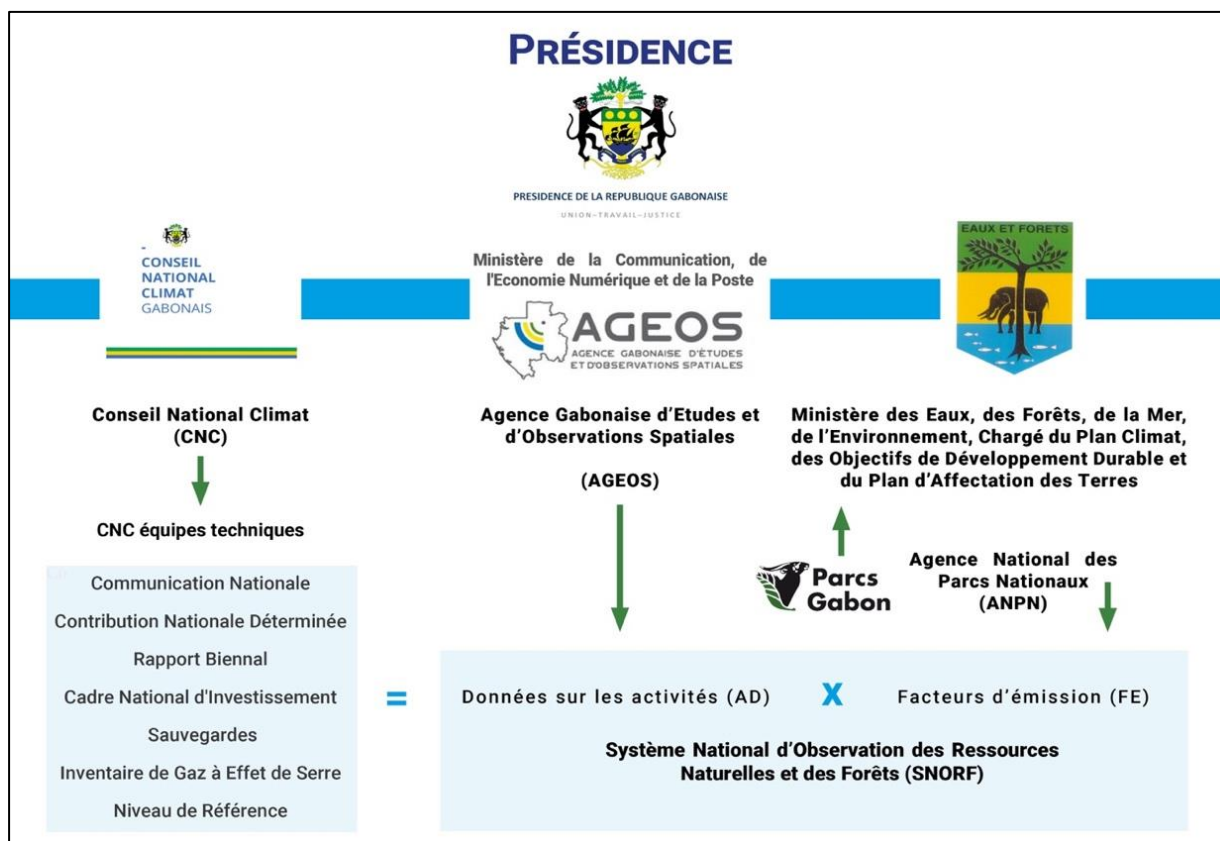 PRÉSIDENCE
PRESIDENCE DE LA REPUBLIQUE GABONAISE
UNION–TRAVAIL–JUSTICE
CONSEIL
NATIONAL
CLIMAT
GABONAIS
Ministère de la Communication, de
l'Economie Numérique et de la Poste
AGEOS
AGENCE GABONAISE D'ÉTUDES
ET D'OBSERVATIONS SPATIALES
EAUX ET FORETS
Conseil National Climat
(CNC)
Agence Gabonaise d'Etudes et
d'Observations Spatiales
(AGEOS)
Ministère des Eaux, des Forêts, de la Mer,
de l'Environnement, Chargé du Plan Climat,
des Objectifs de Développement Durable et
du Plan d'Affectation des Terres
CNC équipes techniques
Parcs
Gabon
Agence National des
Parcs Nationaux
(ANPN)
Communication Nationale
Contribution Nationale Déterminée
Rapport Biennal
Cadre National d'Investissement
Sauvegardes
Inventaire de Gaz à Effet de Serre
Niveau de Référence
=
Données sur les activités (AD) X Facteurs d'émission (FE)
Système National d'Observation des Ressources
Naturelles et des Forêts (SNORF)